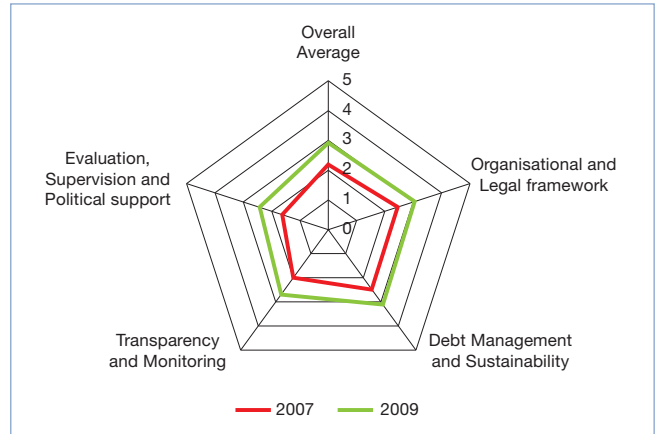 Overall
Average
5
4
3
2
1
0
Organisational and
Legal framework
Debt Management
and Sustainability
Transparency
and Monitoring
Evaluation,
Supervision and
Political support
2007
2009